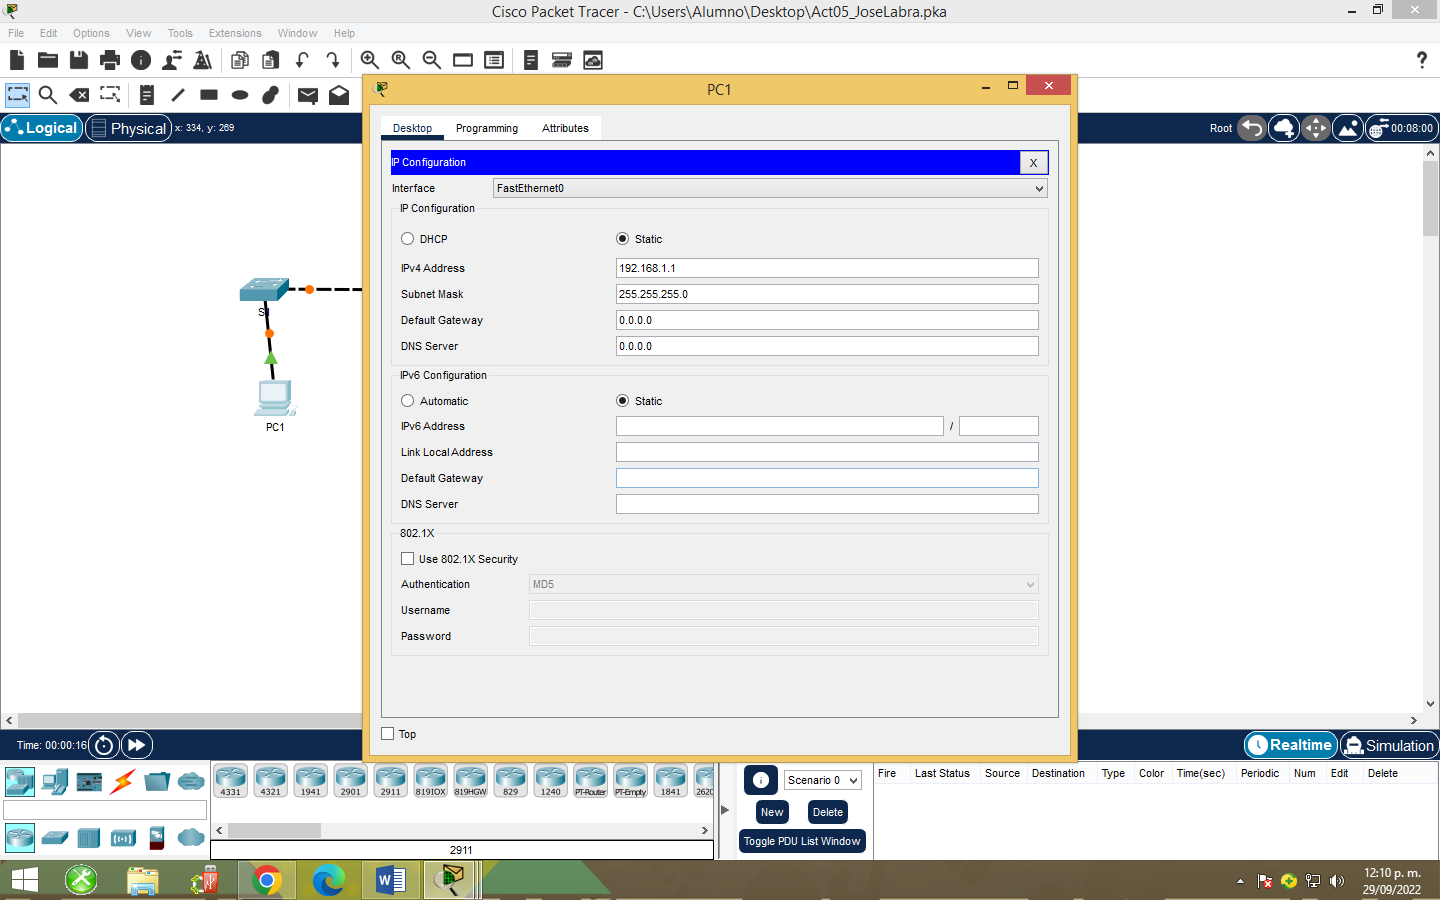 Cisco Packet Tracer - C:\Users\Alumno\Desktop\Act05_JoseLabra.pka
File Edit Options View Tools Extensions Window Help
?
PC1
Logical Physical x: 334, y: 269
Root 00:08:00
Desktop Programming Attributes
IP Configuration X
Interface FastEthernet0
IP Configuration
DHCP Static
IPv4 Address 192.168.1.1
Subnet Mask 255.255.255.0
Default Gateway 0.0.0.0
DNS Server 0.0.0.0
IPv6 Configuration
Automatic Static
IPv6 Address /
Link Local Address
Default Gateway
DNS Server
802.1X
Use 802.1X Security
Authentication MD5
Username
Password
Top
PC1
Time: 00:00:16
Realtime Simulation
4331 4321 1941 2901 2911 819IOX 819HGW 829 1240 PT-Router PT-Empty 1841 2620
2911
Scenario 0
New Delete
Toggle PDU List Window
Fire Last Status Source Destination Type Color Time(sec) Periodic Num Edit Delete
12:10 p. m.
29/09/2022